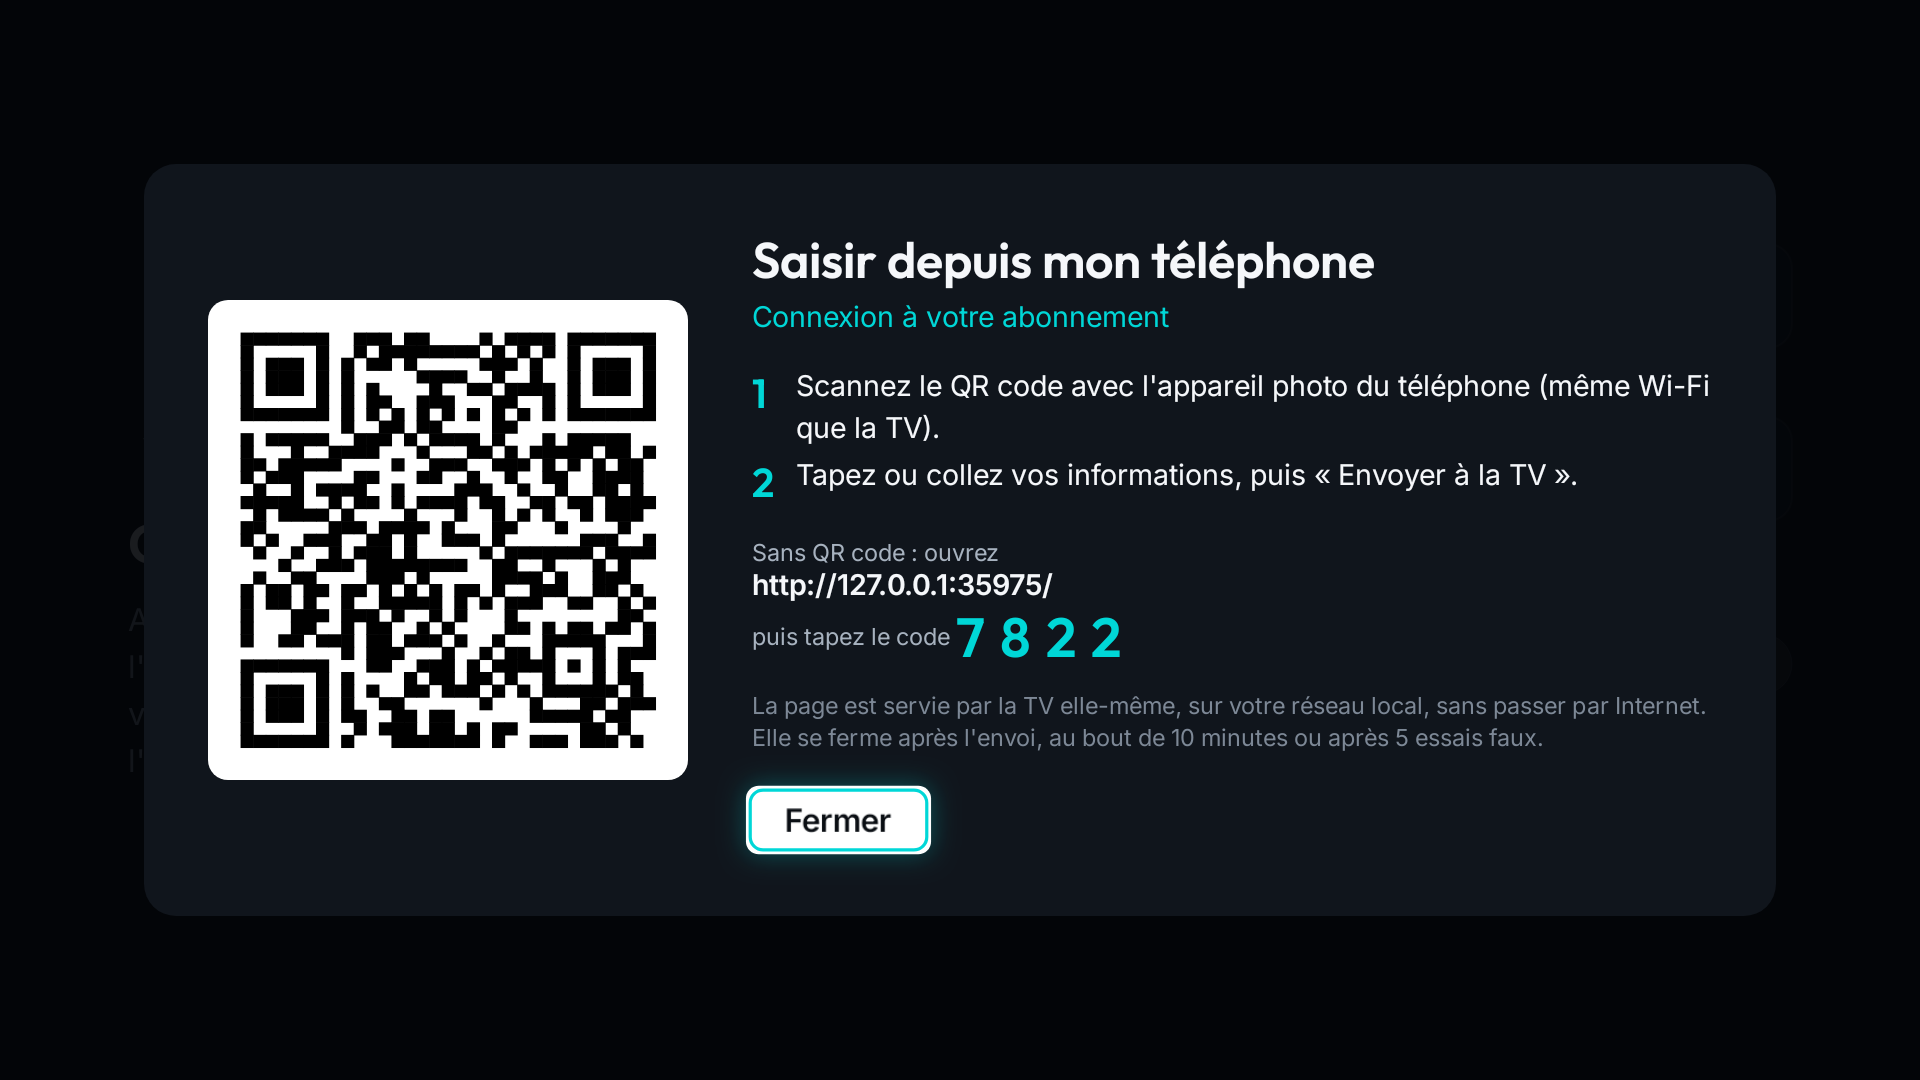 Saisir depuis mon téléphone
Connexion à votre abonnement
1 Scannez le QR code avec l'appareil photo du téléphone (même Wi-Fi
que la TV).
2 Tapez ou collez vos informations, puis « Envoyer à la TV ».
Sans QR code : ouvrez
http://127.0.0.1:35975/
puis tapez le code 7 8 2 2
La page est servie par la TV elle-même, sur votre réseau local, sans passer par Internet.
Elle se ferme après l'envoi, au bout de 10 minutes ou après 5 essais faux.
Fermer